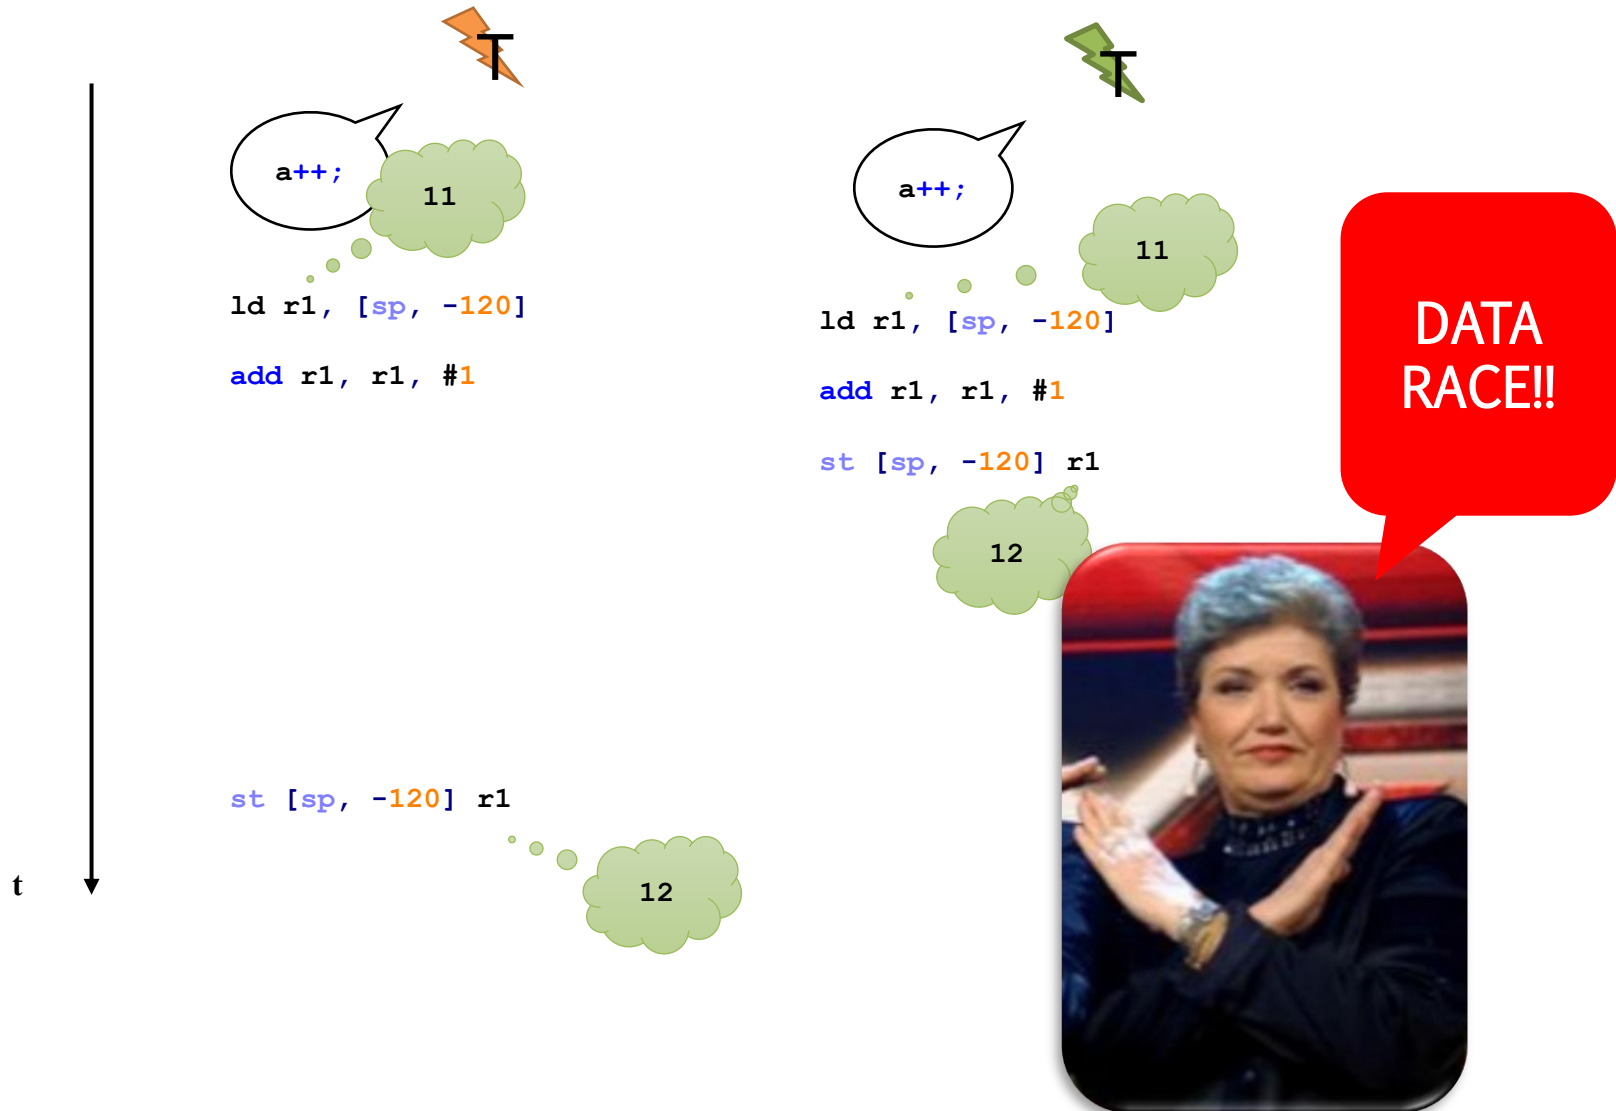 T
T
a++;
11
a++;
11
ld r1, [sp, -120]
add r1, r1, #1
ld r1, [sp, -120]
add r1, r1, #1
st [sp, -120] r1
12
DATA
RACE!!
st [sp, -120] r1
12
t